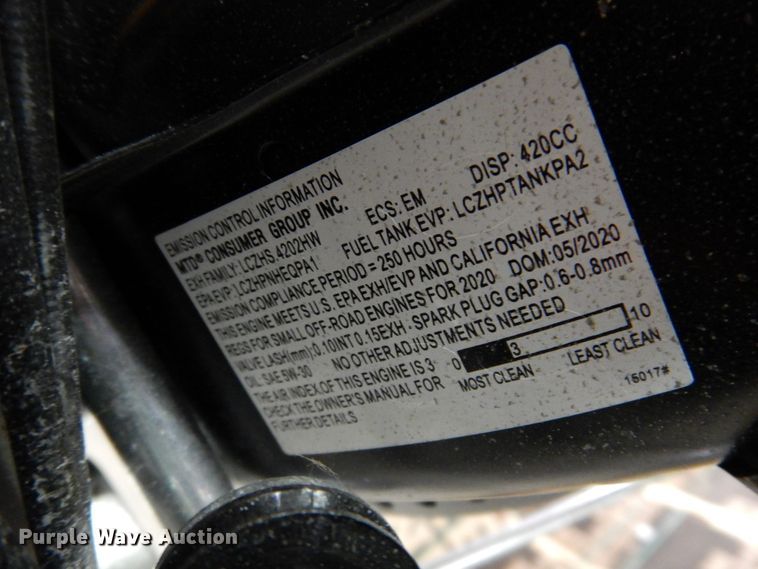 EMISSION CONTROL INFORMATION
MTD® CONSUMER GROUP INC.
EXH FAMILY: LCZHS.4202HW ECS: EM DISP: 420CC
EPA EVP: LCZHPNHEOPA1 FUEL TANK EVP: LCZHPTANKPA2
EMISSION COMPLIANCE PERIOD = 250 HOURS
THIS ENGINE MEETS U.S. EPA EXH/EVP AND CALIFORNIA EXH
REGS FOR SMALL OFF-ROAD ENGINES FOR 2020 DOM: 05/2020
VALVE LASH(mm): 0.10INT 0.15EXH · SPARK PLUG GAP: 0.6-0.8mm
OIL: SAE 5W-30 NO OTHER ADJUSTMENTS NEEDED
THE AIR INDEX OF THIS ENGINE IS 3 0 3 10
CHECK THE OWNER'S MANUAL FOR MOST CLEAN LEAST CLEAN
FURTHER DETAILS 15017#
Purple Wave Auction